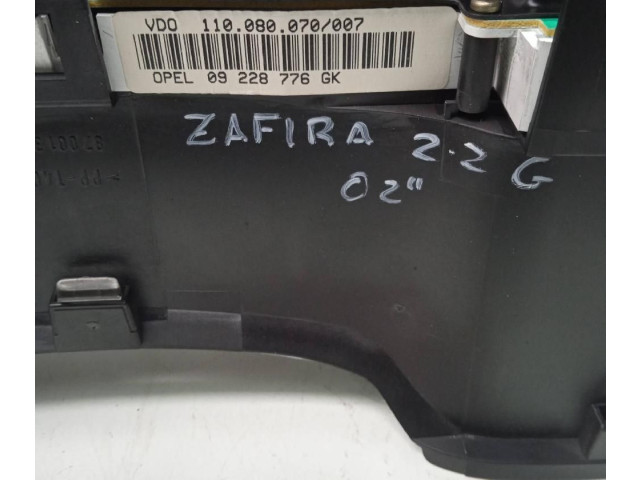 VDO 110.080.070/007
OPEL 09 228 776 GK
ZAFIRA 2.2 G
02"